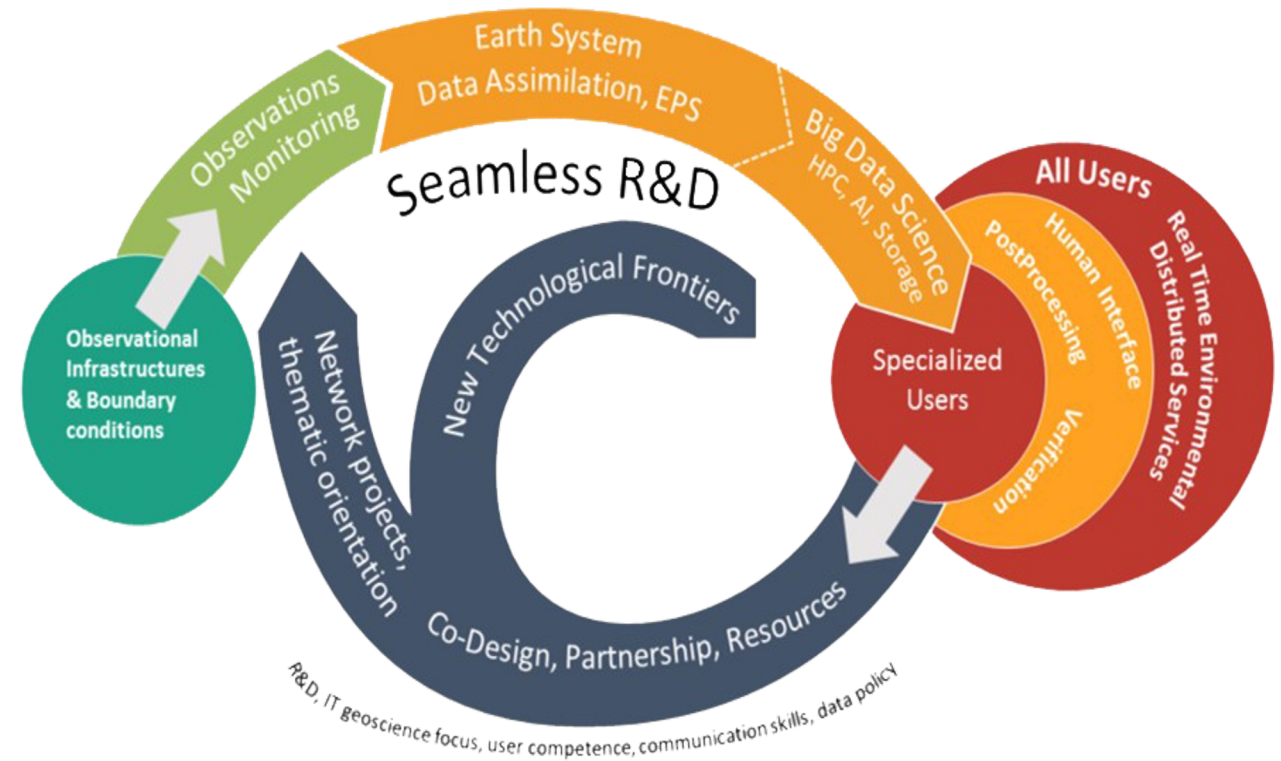 Earth System
Data Assimilation, EPS
Observations
Monitoring
Big Data Science
HPC, AI, Storage
Seamless R&D
All Users
Real Time Environmental
Distributed Services
Human Interface
PostProcessing
Verification
New Technological Frontiers
Observational
Infrastructures
& Boundary
conditions
Network projects,
thematic orientation
Specialized
Users
Co-Design, Partnership, Resources
R&D, IT geoscience focus, user competence, communication skills, data policy